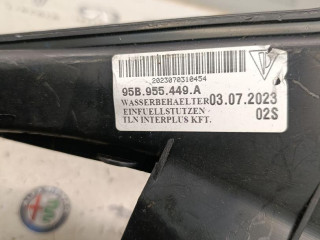 2023070310454
95B.955.449.A
WASSERBEHAELTER 03.07.2023
EINFUELLSTUTZEN 02S
TLN INTERPLUS KFT.